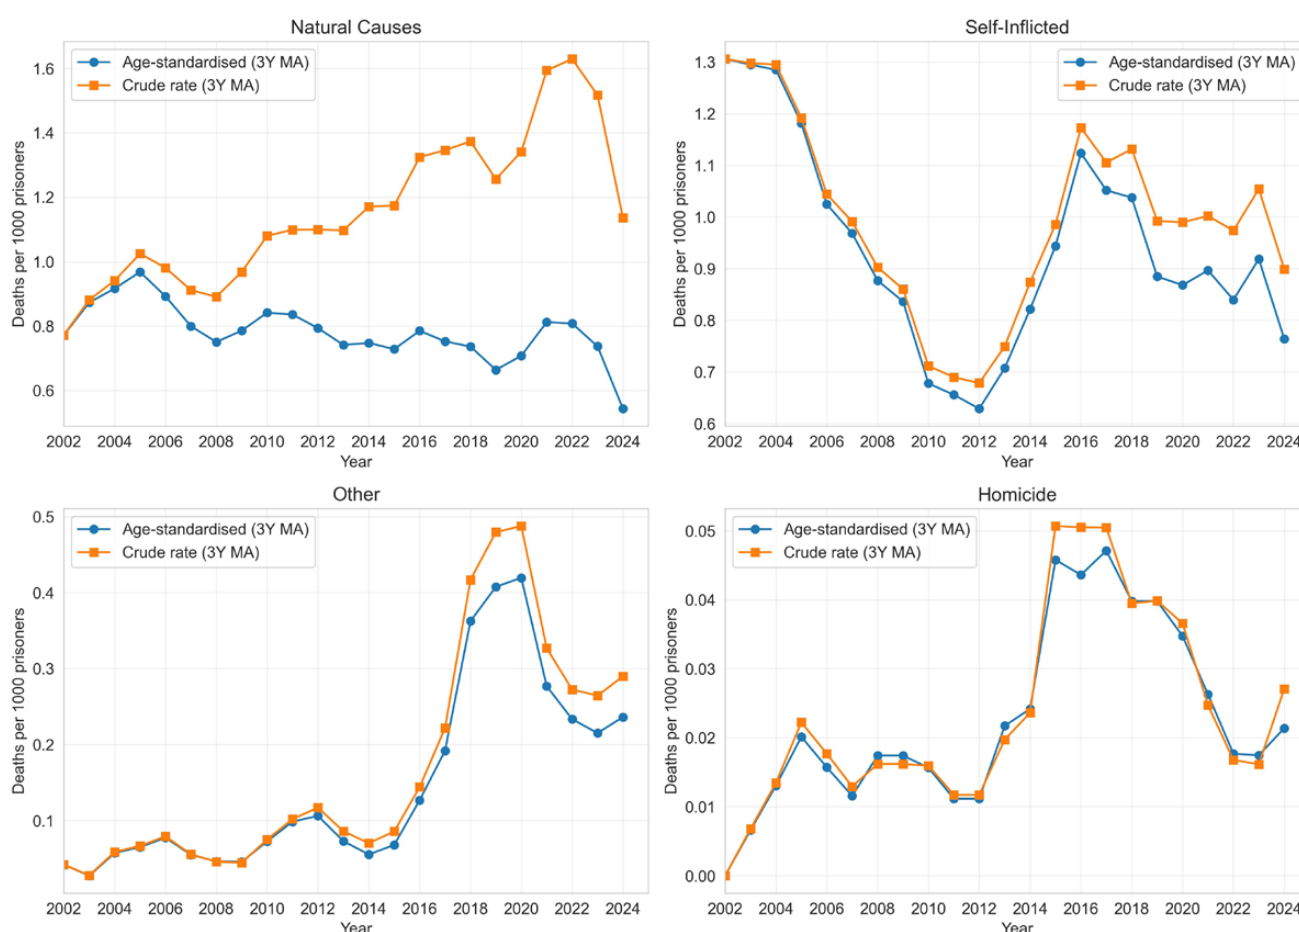 Natural Causes
Age-standardised (3Y MA)
Crude rate (3Y MA)
Deaths per 1000 prisoners
1.6
1.4
1.2
1.0
0.8
0.6
2002 2004 2006 2008 2010 2012 2014 2016 2018 2020 2022 2024
Year
Self-Inflicted
Age-standardised (3Y MA)
Crude rate (3Y MA)
Deaths per 1000 prisoners
1.3
1.2
1.1
1.0
0.9
0.8
0.7
0.6
2002 2004 2006 2008 2010 2012 2014 2016 2018 2020 2022 2024
Year
Other
Age-standardised (3Y MA)
Crude rate (3Y MA)
Deaths per 1000 prisoners
0.5
0.4
0.3
0.2
0.1
2002 2004 2006 2008 2010 2012 2014 2016 2018 2020 2022 2024
Year
Homicide
Age-standardised (3Y MA)
Crude rate (3Y MA)
Deaths per 1000 prisoners
0.05
0.04
0.03
0.02
0.01
0.00
2002 2004 2006 2008 2010 2012 2014 2016 2018 2020 2022 2024
Year